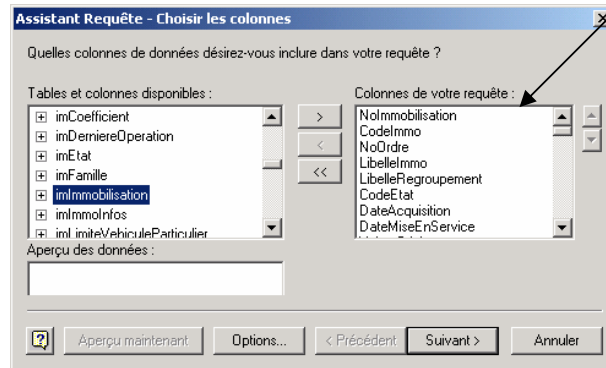 Assistant Requête - Choisir les colonnes
Quelles colonnes de données désirez-vous inclure dans votre requête ?
Tables et colonnes disponibles :
imCoefficient
imDerniereOperation
imEtat
imFamille
imImmobilisation
imImmoInfos
imLimiteVehiculeParticulier
>
<
<<
Colonnes de votre requête :
NoImmobilisation
CodeImmo
NoOrdre
LibelleImmo
LibelleRegroupement
CodeEtat
DateAcquisition
DateMiseEnService
Aperçu des données :
Aperçu maintenant
Options...
< Précédent
Suivant >
Annuler